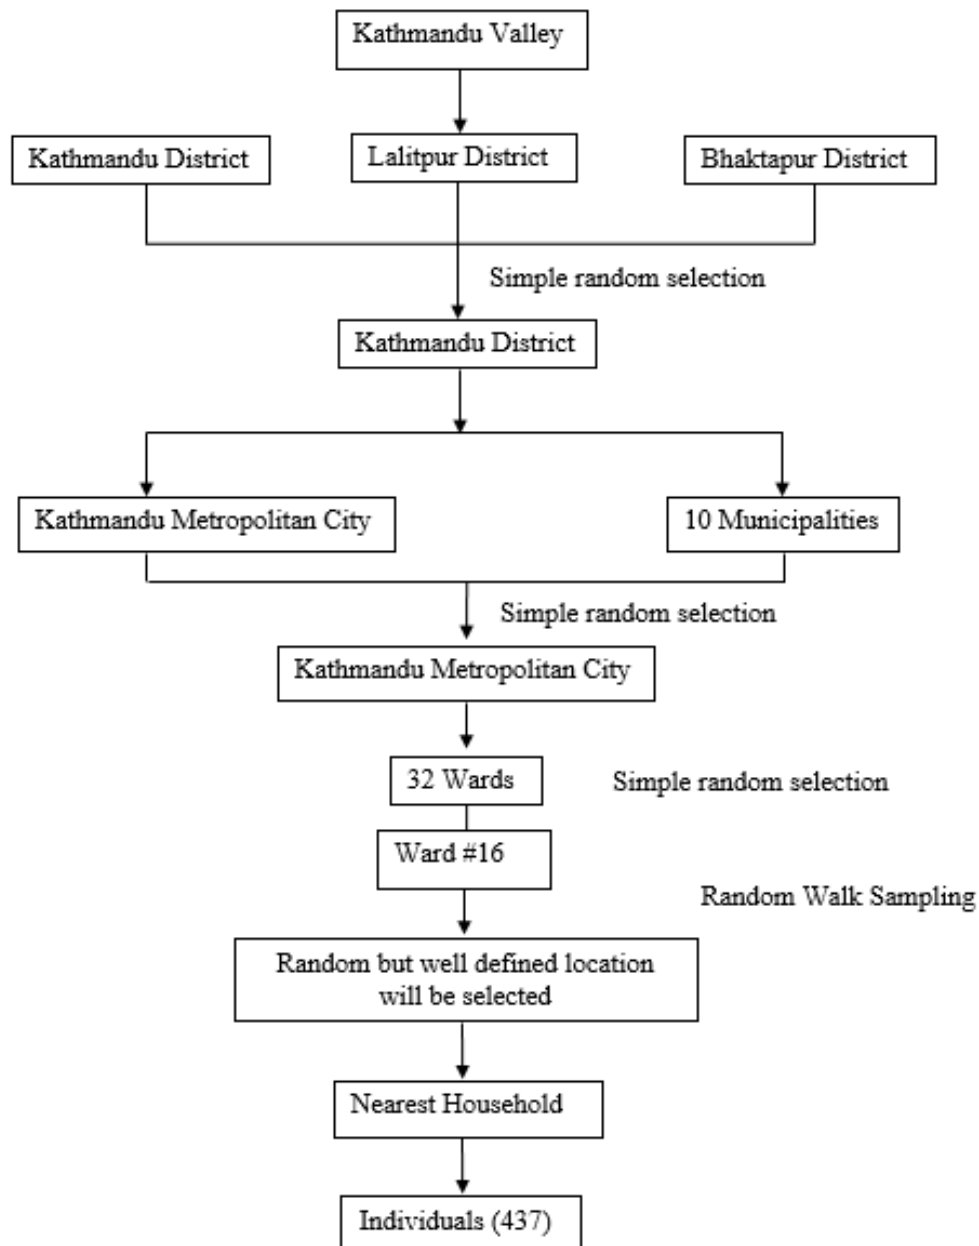 Kathmandu Valley
Kathmandu District
Lalitpur District
Bhaktapur District
Simple random selection
Kathmandu District
Kathmandu Metropolitan City
10 Municipalities
Simple random selection
Kathmandu Metropolitan City
32 Wards
Simple random selection
Ward #16
Random Walk Sampling
Random but well defined location
will be selected
Nearest Household
Individuals (437)